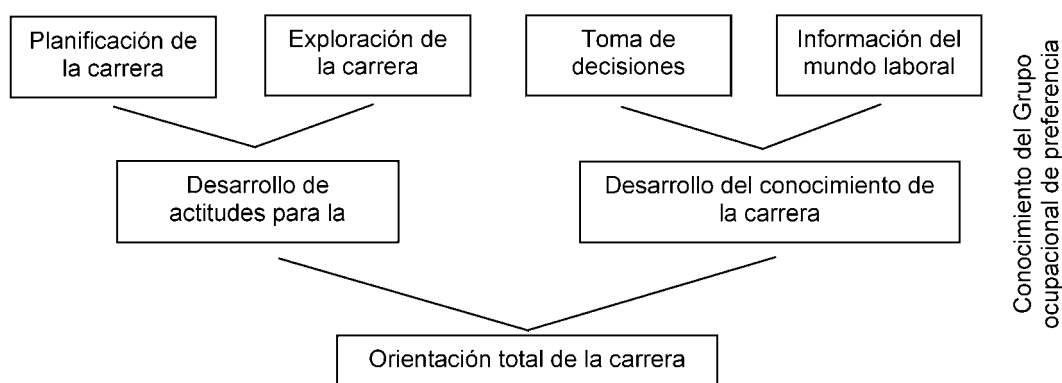 Planificación de
la carrera
Exploración de
la carrera
Toma de
decisiones
Información del
mundo laboral
Desarrollo de
actitudes para la
Desarrollo del conocimiento de
la carrera
Orientación total de la carrera
Conocimiento del Grupo
ocupacional de preferencia